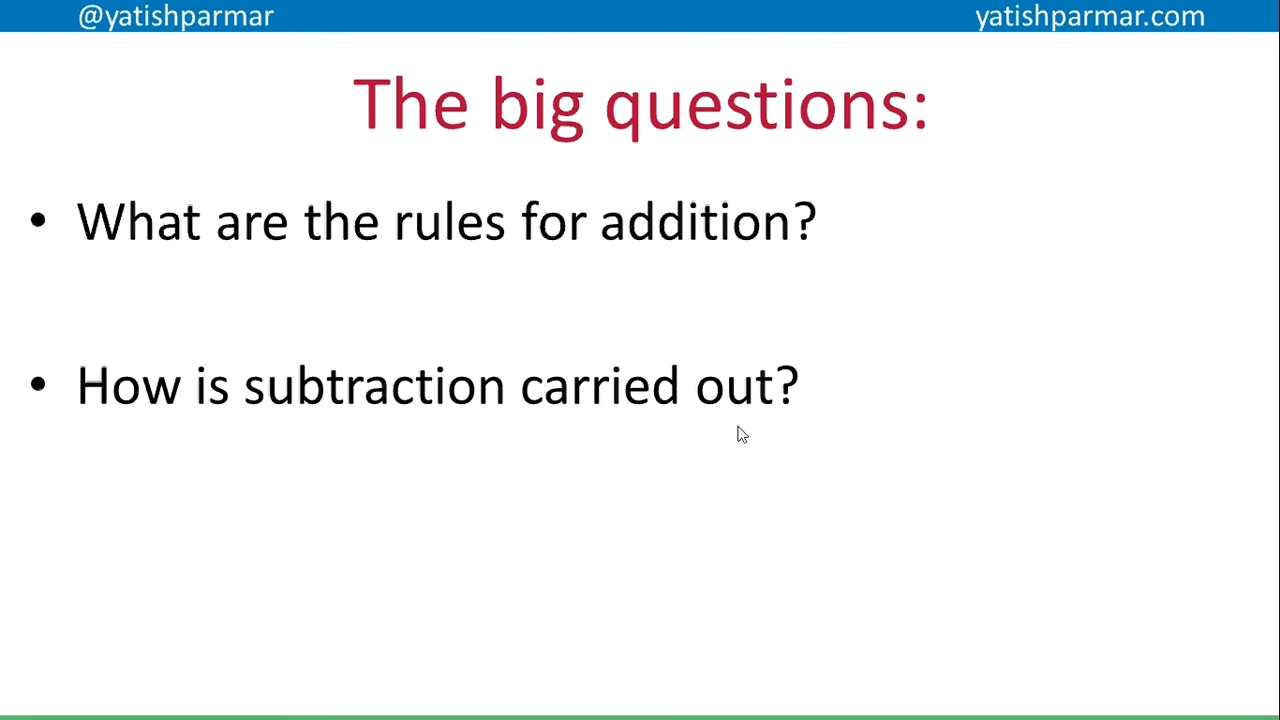 @yatishparmar
yatishparmar.com
The big questions:
• What are the rules for addition?
• How is subtraction carried out?